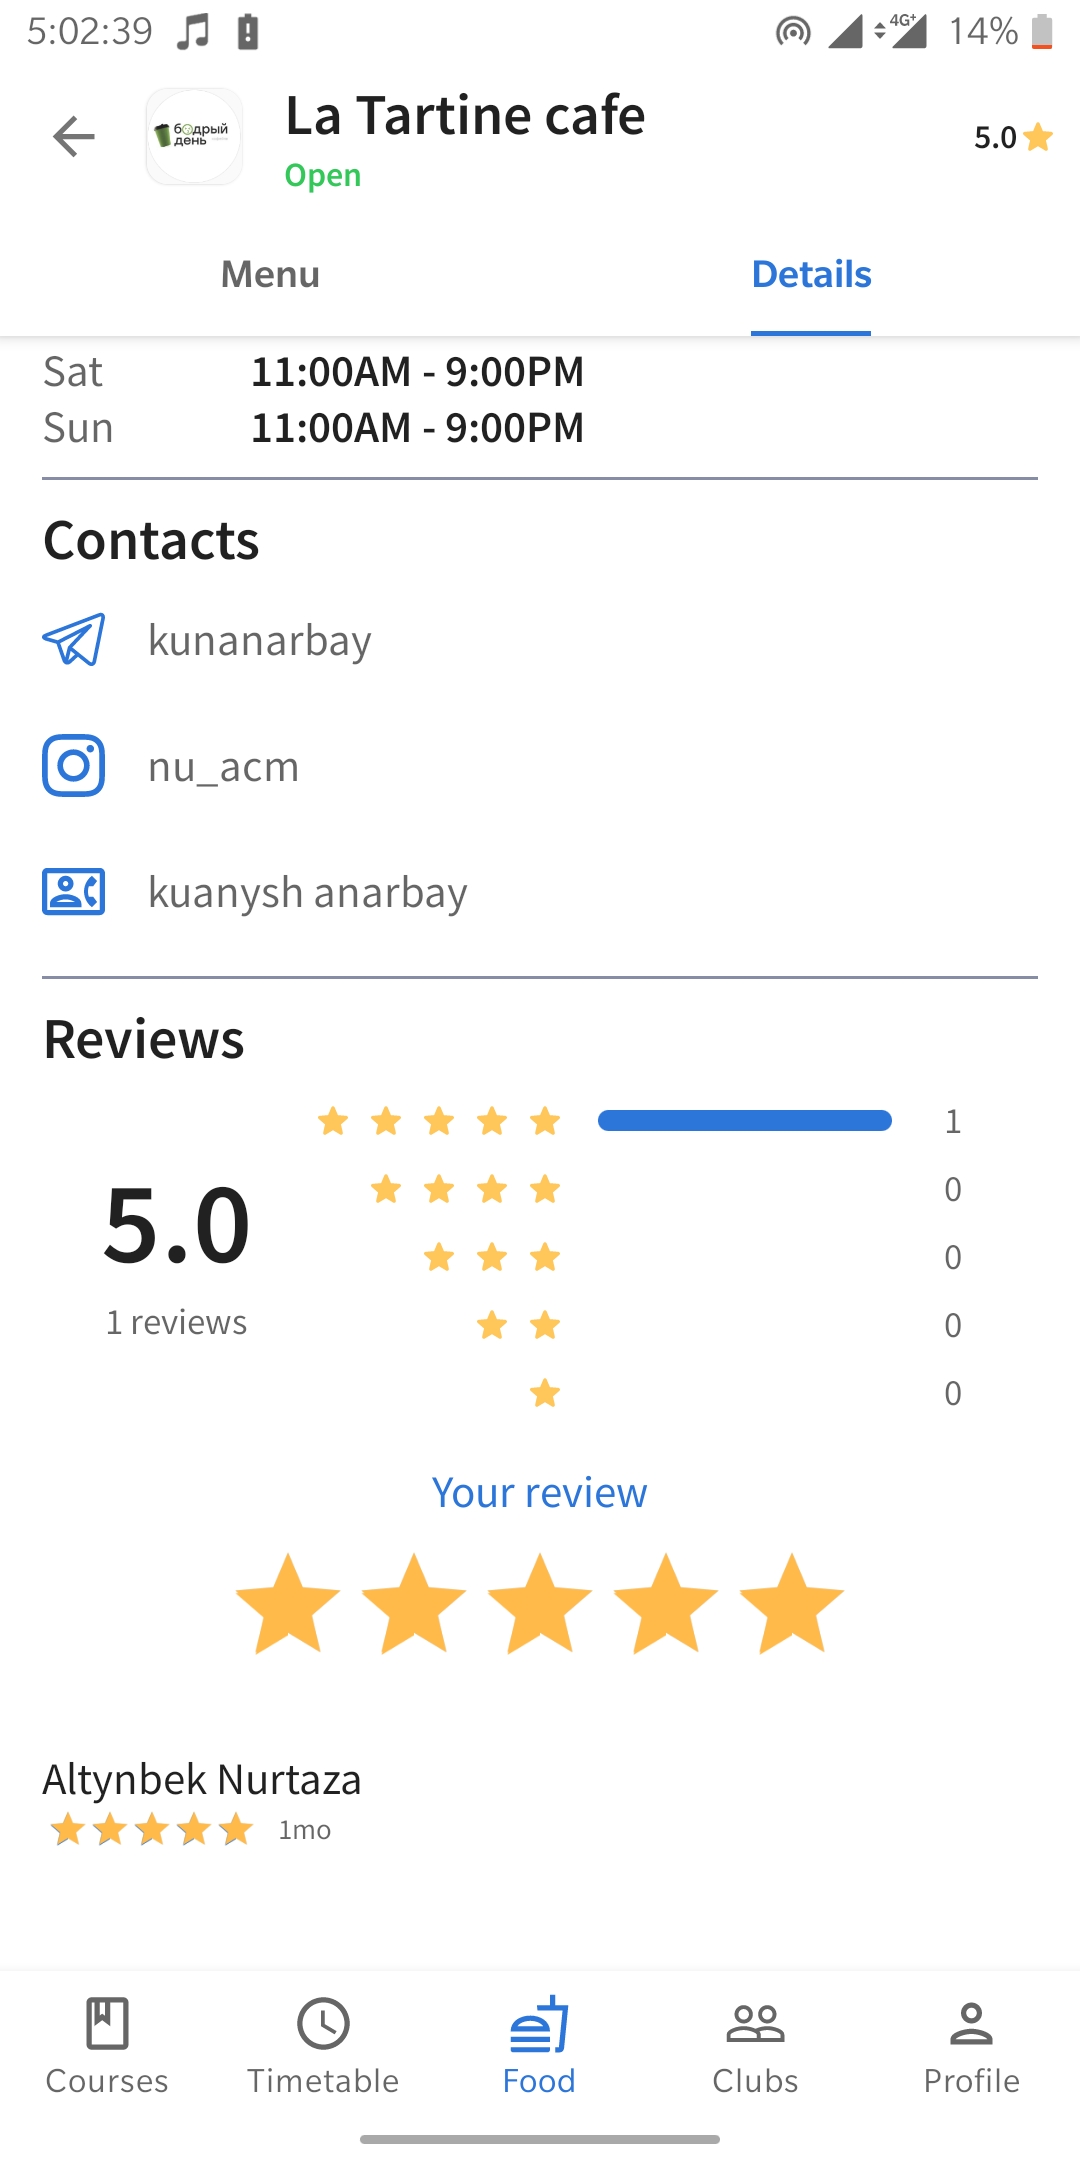 5:02:39
4G+
14%
бодрый
день
La Tartine cafe
Open
5.0
Menu
Details
Sat 11:00AM - 9:00PM
Sun 11:00AM - 9:00PM
Contacts
kunanarbay
nu_acm
kuanysh anarbay
Reviews
1
0
0
0
0
5.0
1 reviews
Your review
Altynbek Nurtaza
1mo
Courses
Timetable
Food
Clubs
Profile